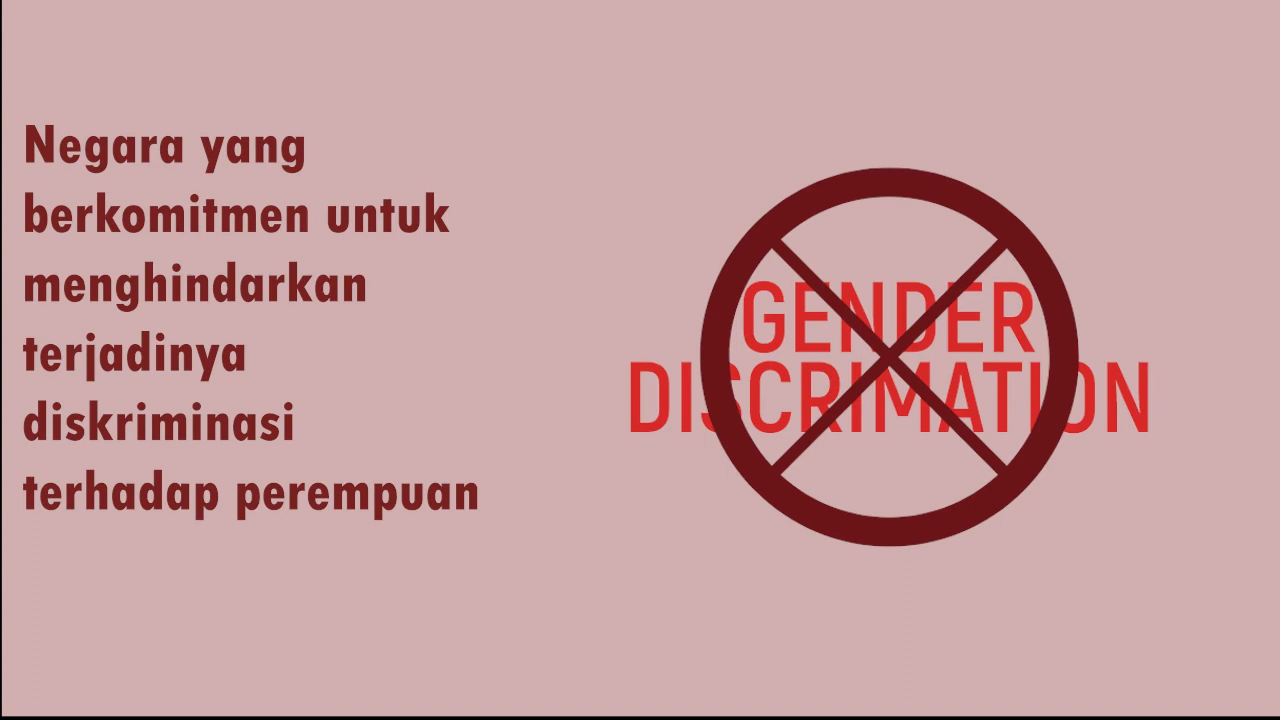 Negara yang
berkomitmen untuk
menghindarkan
terjadinya
diskriminasi
terhadap perempuan
GENDER
DISCRIMATION